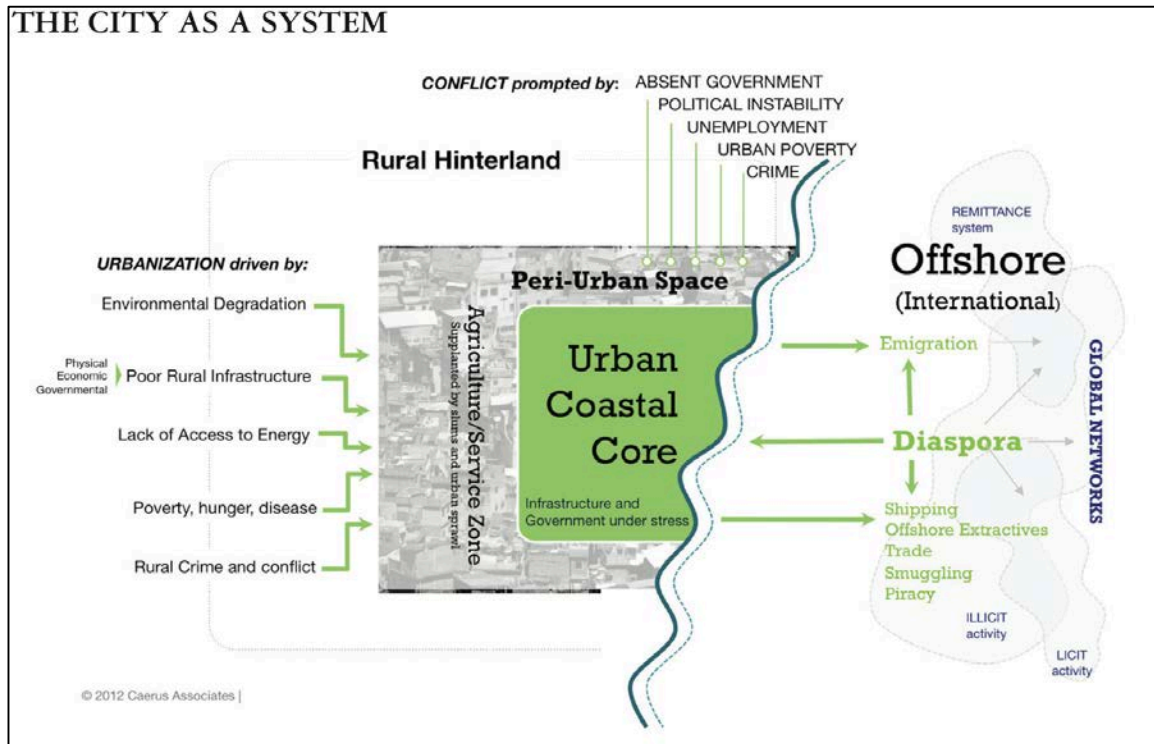 THE CITY AS A SYSTEM
CONFLICT prompted by:
ABSENT GOVERNMENT
POLITICAL INSTABILITY
UNEMPLOYMENT
URBAN POVERTY
CRIME
Rural Hinterland
URBANIZATION driven by:
Environmental Degradation
Physical
Economic
Governmental
Poor Rural Infrastructure
Lack of Access to Energy
Poverty, hunger, disease
Rural Crime and conflict
Peri-Urban Space
Agriculture/Service Zone
Supplanted by slums and urban sprawl
Urban
Coastal
Core
Infrastructure and
Government under stress
REMITTANCE
system
Offshore
(International)
Emigration
Diaspora
GLOBAL NETWORKS
Shipping
Offshore Extractives
Trade
Smuggling
Piracy
ILLICIT
activity
LICIT
activity
© 2012 Caerus Associates |